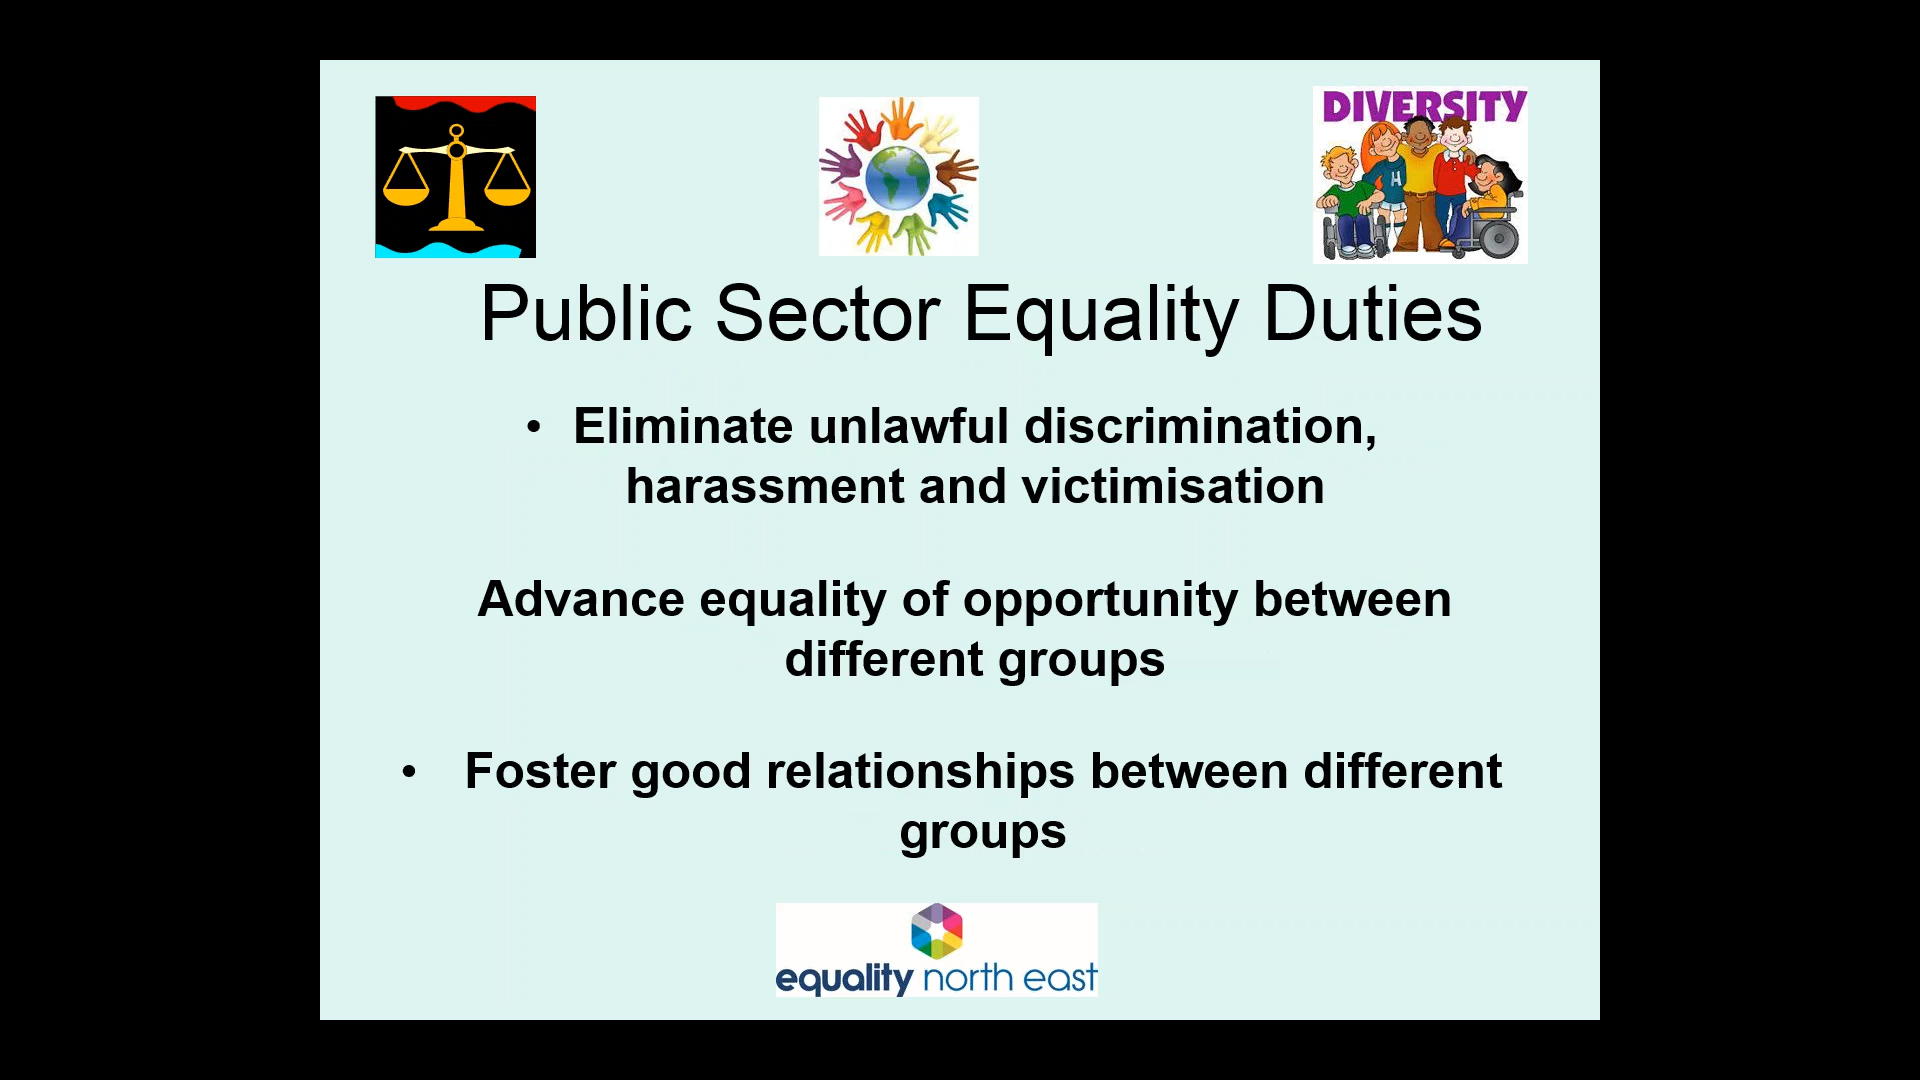 DIVERSITY
H
Public Sector Equality Duties
• Eliminate unlawful discrimination,
harassment and victimisation
Advance equality of opportunity between
different groups
• Foster good relationships between different
groups
equality north east